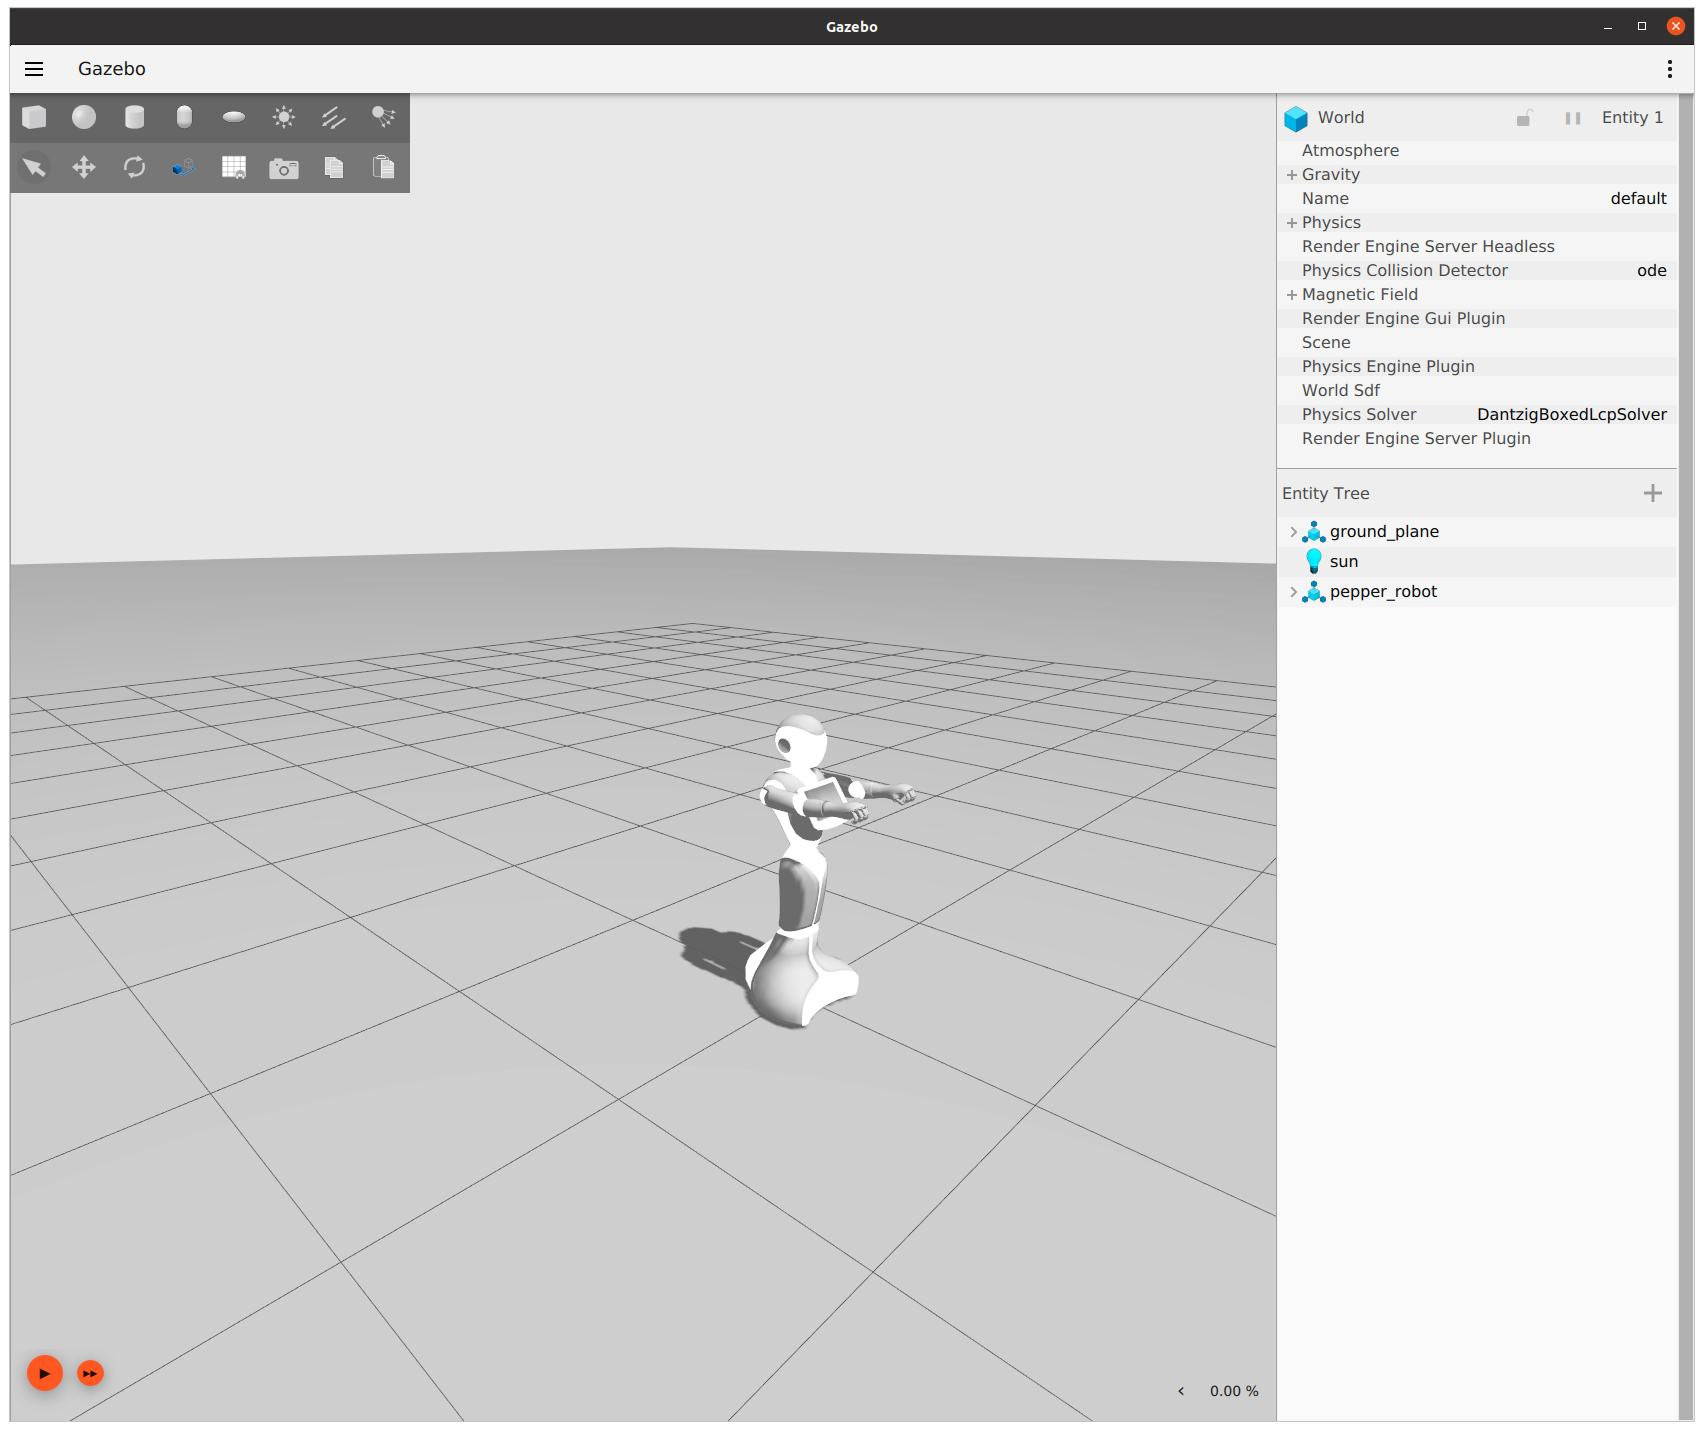 Gazebo
Gazebo
World Entity 1
Atmosphere
Gravity
Name default
Physics
Render Engine Server Headless
Physics Collision Detector ode
Magnetic Field
Render Engine Gui Plugin
Scene
Physics Engine Plugin
World Sdf
Physics Solver DantzigBoxedLcpSolver
Render Engine Server Plugin
Entity Tree
ground_plane
sun
pepper_robot
0.00 %